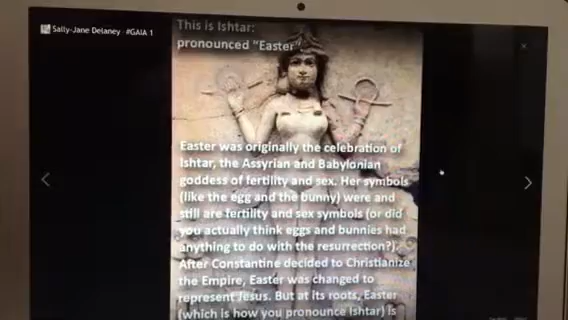 Sally-Jane Delaney #GAIA 1
This is Ishtar:
pronounced "Easter"
Easter was originally the celebration of
Ishtar, the Assyrian and Babylonian
goddess of fertility and sex. Her symbols
(like the egg and the bunny) were and
still are fertility and sex symbols (or did
you actually think eggs and bunnies had
anything to do with the resurrection?).
After Constantine decided to Christianize
the Empire, Easter was changed to
represent Jesus. But at its roots, Easter
(which is how you pronounce Ishtar) is